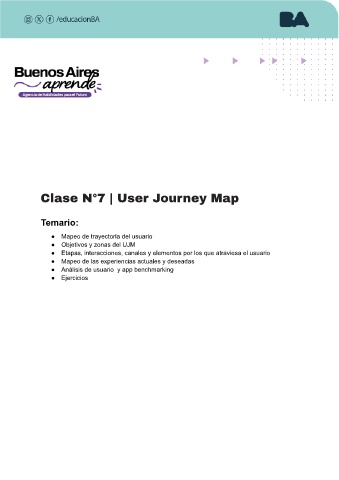 /educacionBA
BA
Buenos Aires
aprende
Agencia de Habilidades para el Futuro
Clase N°7 | User Journey Map
Temario:
● Mapeo de trayectoria del usuario
● Objetivos y zonas del UJM
● Etapas, interacciones, canales y elementos por los que atraviesa el usuario
● Mapeo de las experiencias actuales y deseadas
● Análisis de usuario y app benchmarking
● Ejercicios